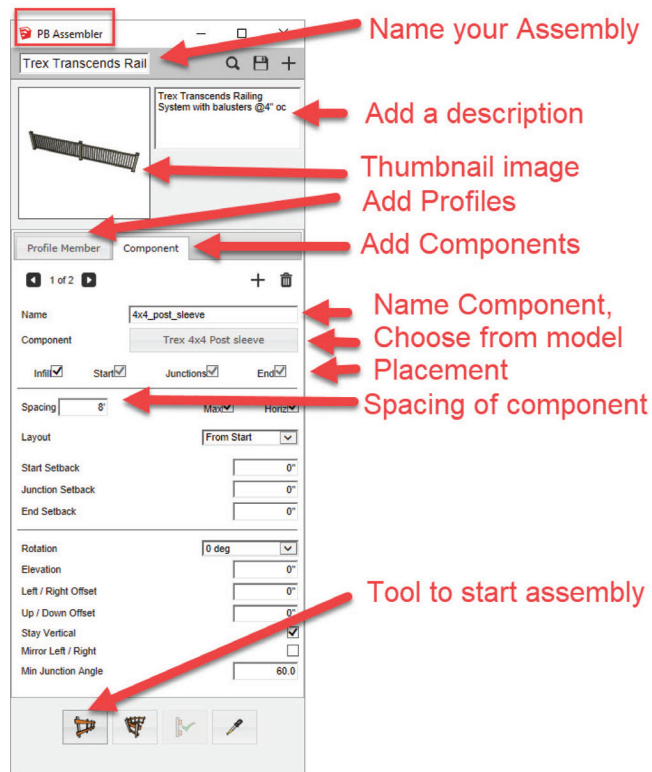 PB Assembler
Name your Assembly
Trex Transcends Rail
Trex Transcends Railing
System with balusters @4" oc
Add a description
Thumbnail image
Add Profiles
Profile Member
Component
Add Components
1 of 2
Name
4x4_post_sleeve
Name Component,
Component
Trex 4x4 Post sleeve
Choose from model
Infill
Start
Junctions
End
Placement
Spacing
8'
Max
Horiz
Spacing of component
Layout
From Start
Start Setback
0"
Junction Setback
0"
End Setback
0"
Rotation
0 deg
Elevation
0"
Left / Right Offset
0"
Tool to start assembly
Up / Down Offset
0"
Stay Vertical
Mirror Left / Right
Min Junction Angle
60.0